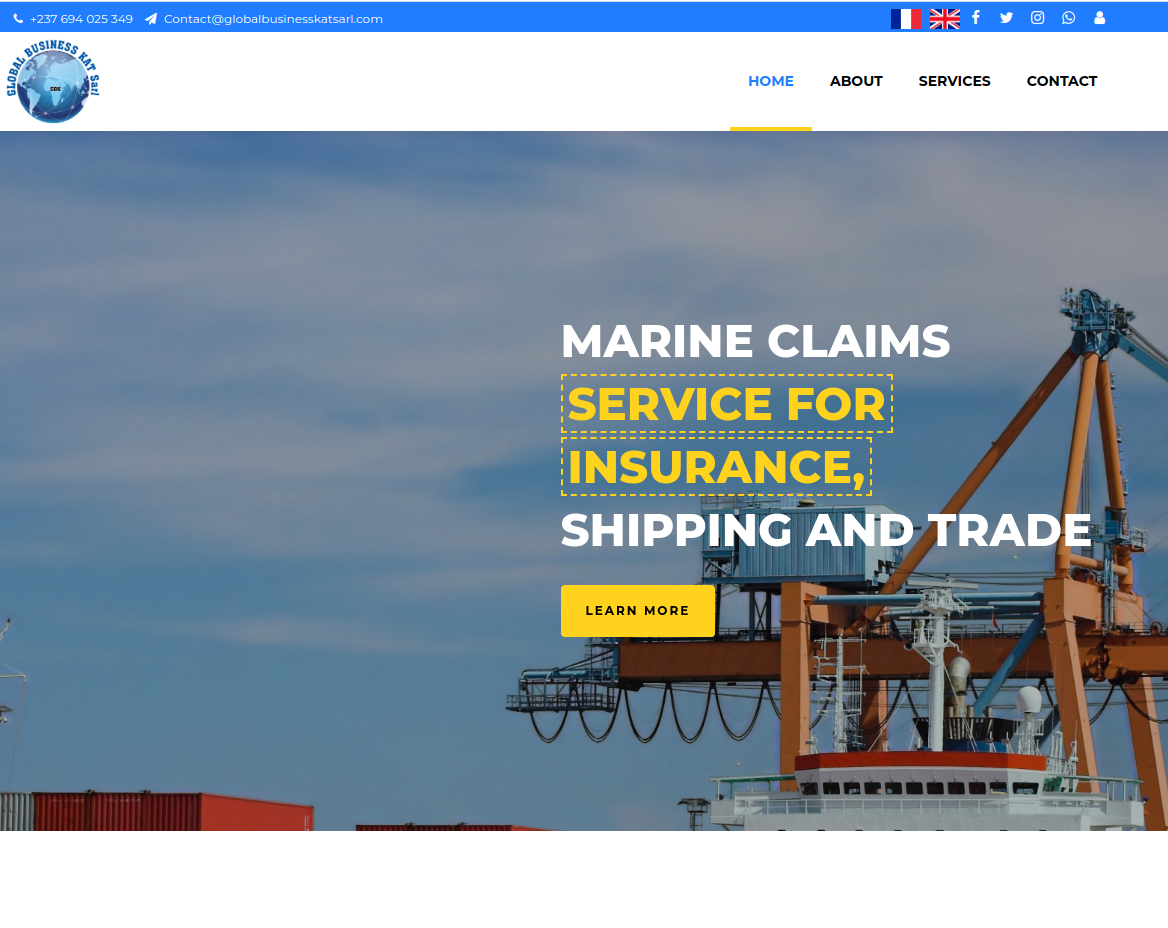 +237 694 025 349 Contact@globalbusinesskatsarl.com
GLOBAL BUSINESS KAT Sarl
GBK
HOME ABOUT SERVICES CONTACT
MARINE CLAIMS
SERVICE FOR
INSURANCE,
SHIPPING AND TRADE
LEARN MORE